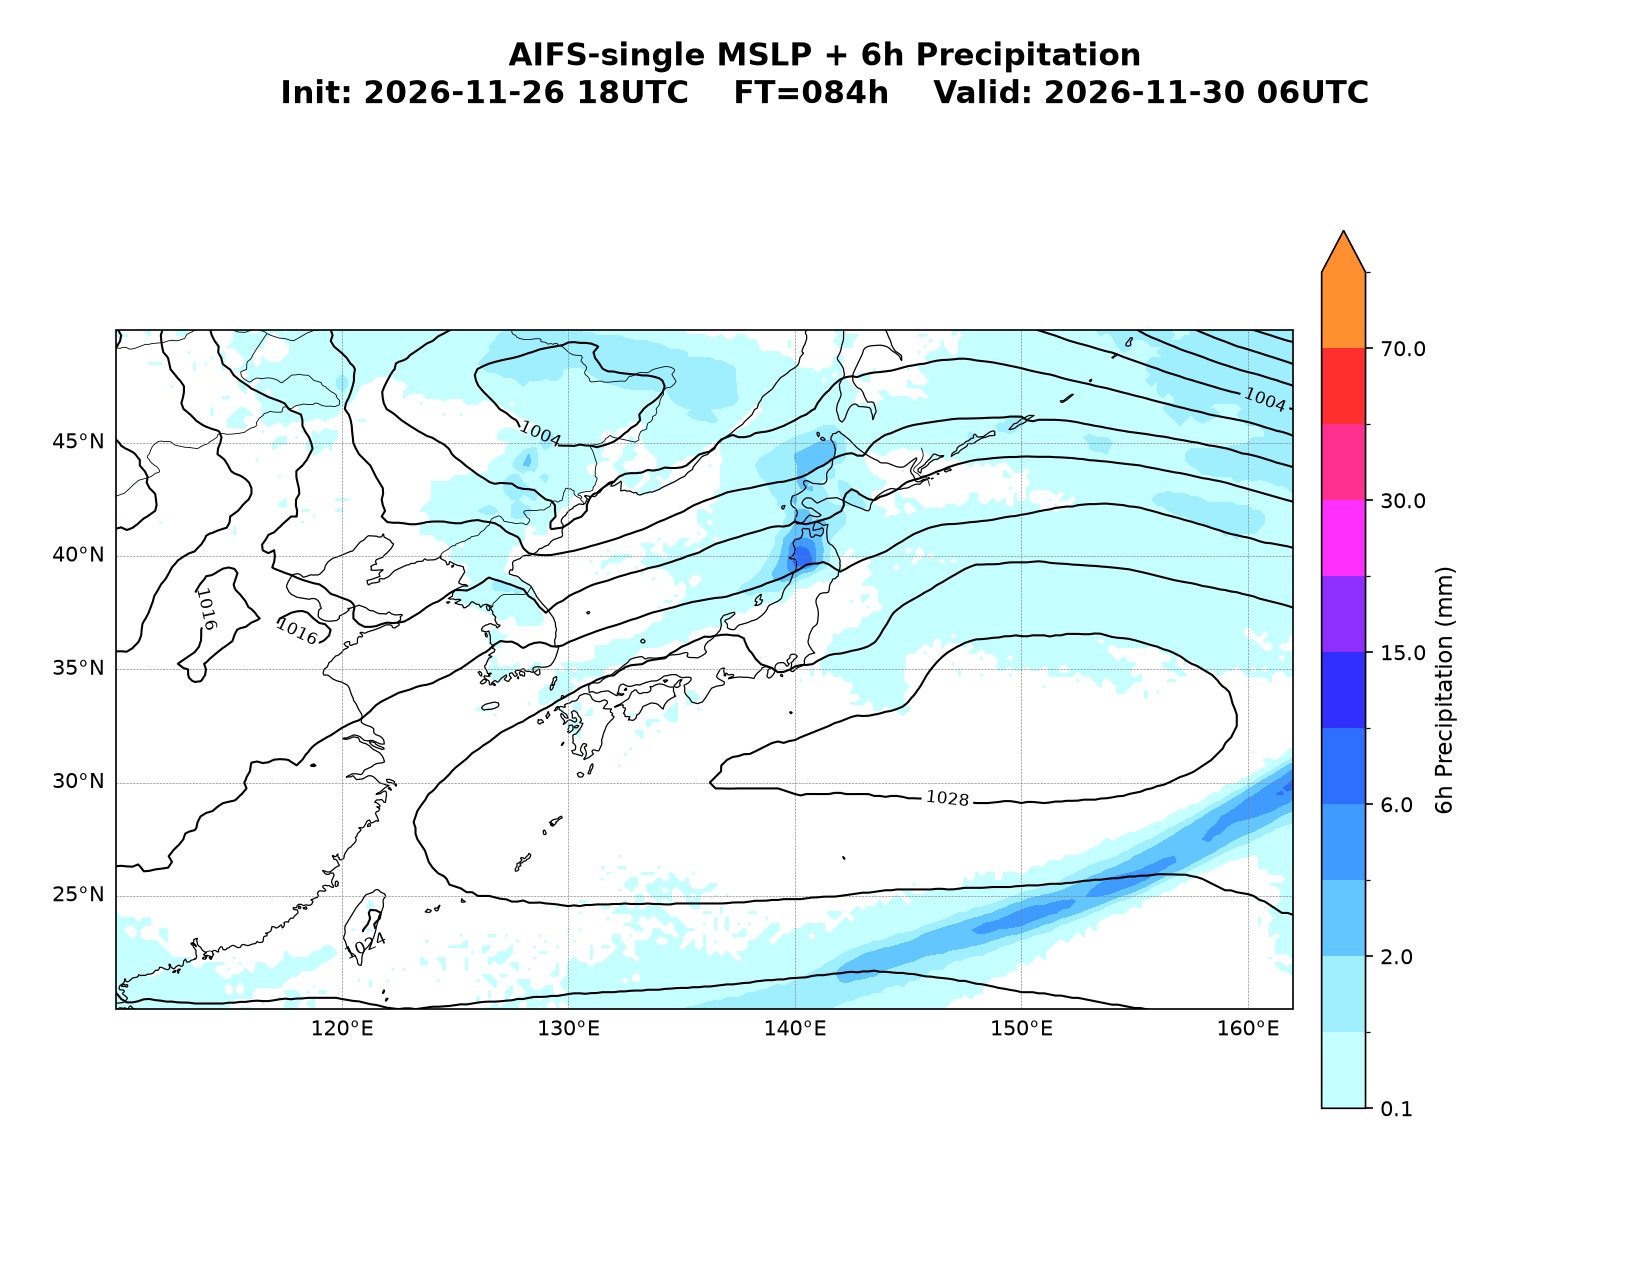 AIFS-single MSLP + 6h Precipitation
Init: 2026-11-26 18UTC    FT=084h    Valid: 2026-11-30 06UTC
70.0
30.0
15.0
6.0
2.0
0.1
6h Precipitation (mm)
45°N
40°N
35°N
30°N
25°N
120°E
130°E
140°E
150°E
160°E
1004
1004
1016
1016
1028
1024